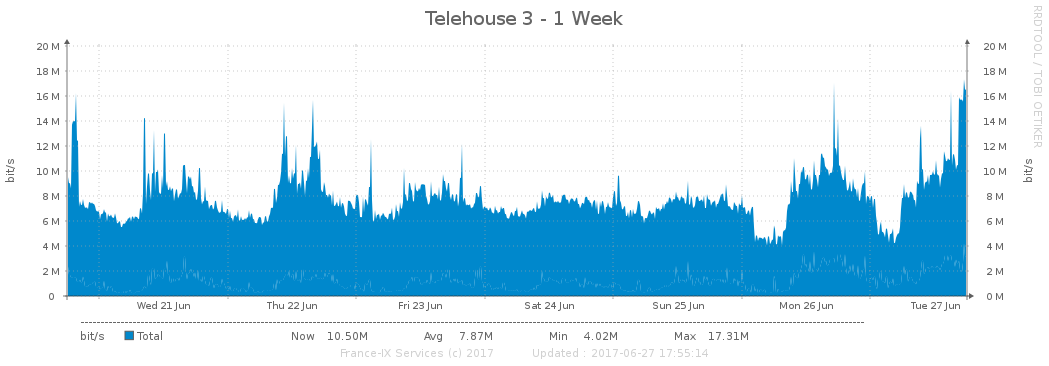 Telehouse 3 - 1 Week
RRDTOOL / TOBI OETIKER
bit/s
20 M
18 M
16 M
14 M
12 M
10 M
8 M
6 M
4 M
2 M
0
20 M
18 M
16 M
14 M
12 M
10 M
8 M
6 M
4 M
2 M
0 M
bit/s
Wed 21 Jun Thu 22 Jun Fri 23 Jun Sat 24 Jun Sun 25 Jun Mon 26 Jun Tue 27 Jun
bit/s Total Now 10.50M Avg 7.87M Min 4.02M Max 17.31M
France-IX Services (c) 2017 Updated : 2017-06-27 17:55:14